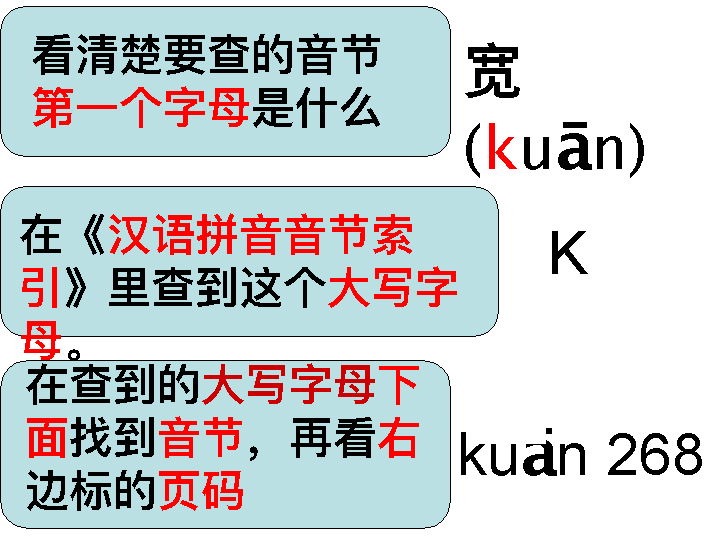 看清楚要查的音节
第一个字母是什么
宽
(kuān)
在《汉语拼音音节索
引》里查到这个大写字
母。
K
在查到的大写字母下
面找到音节，再看右
边标的页码
kuan 268